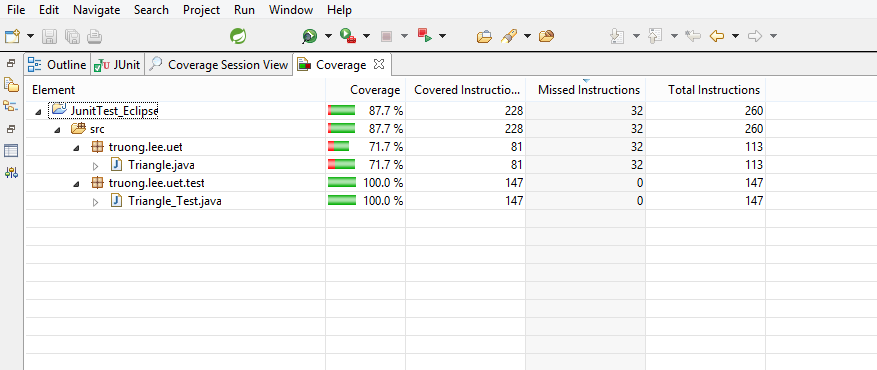 File Edit Navigate Search Project Run Window Help
Outline JUnit Coverage Session View Coverage
Element Coverage Covered Instructio... Missed Instructions Total Instructions
JunitTest_Eclipse 87.7 % 228 32 260
src 87.7 % 228 32 260
truong.lee.uet 71.7 % 81 32 113
Triangle.java 71.7 % 81 32 113
truong.lee.uet.test 100.0 % 147 0 147
Triangle_Test.java 100.0 % 147 0 147